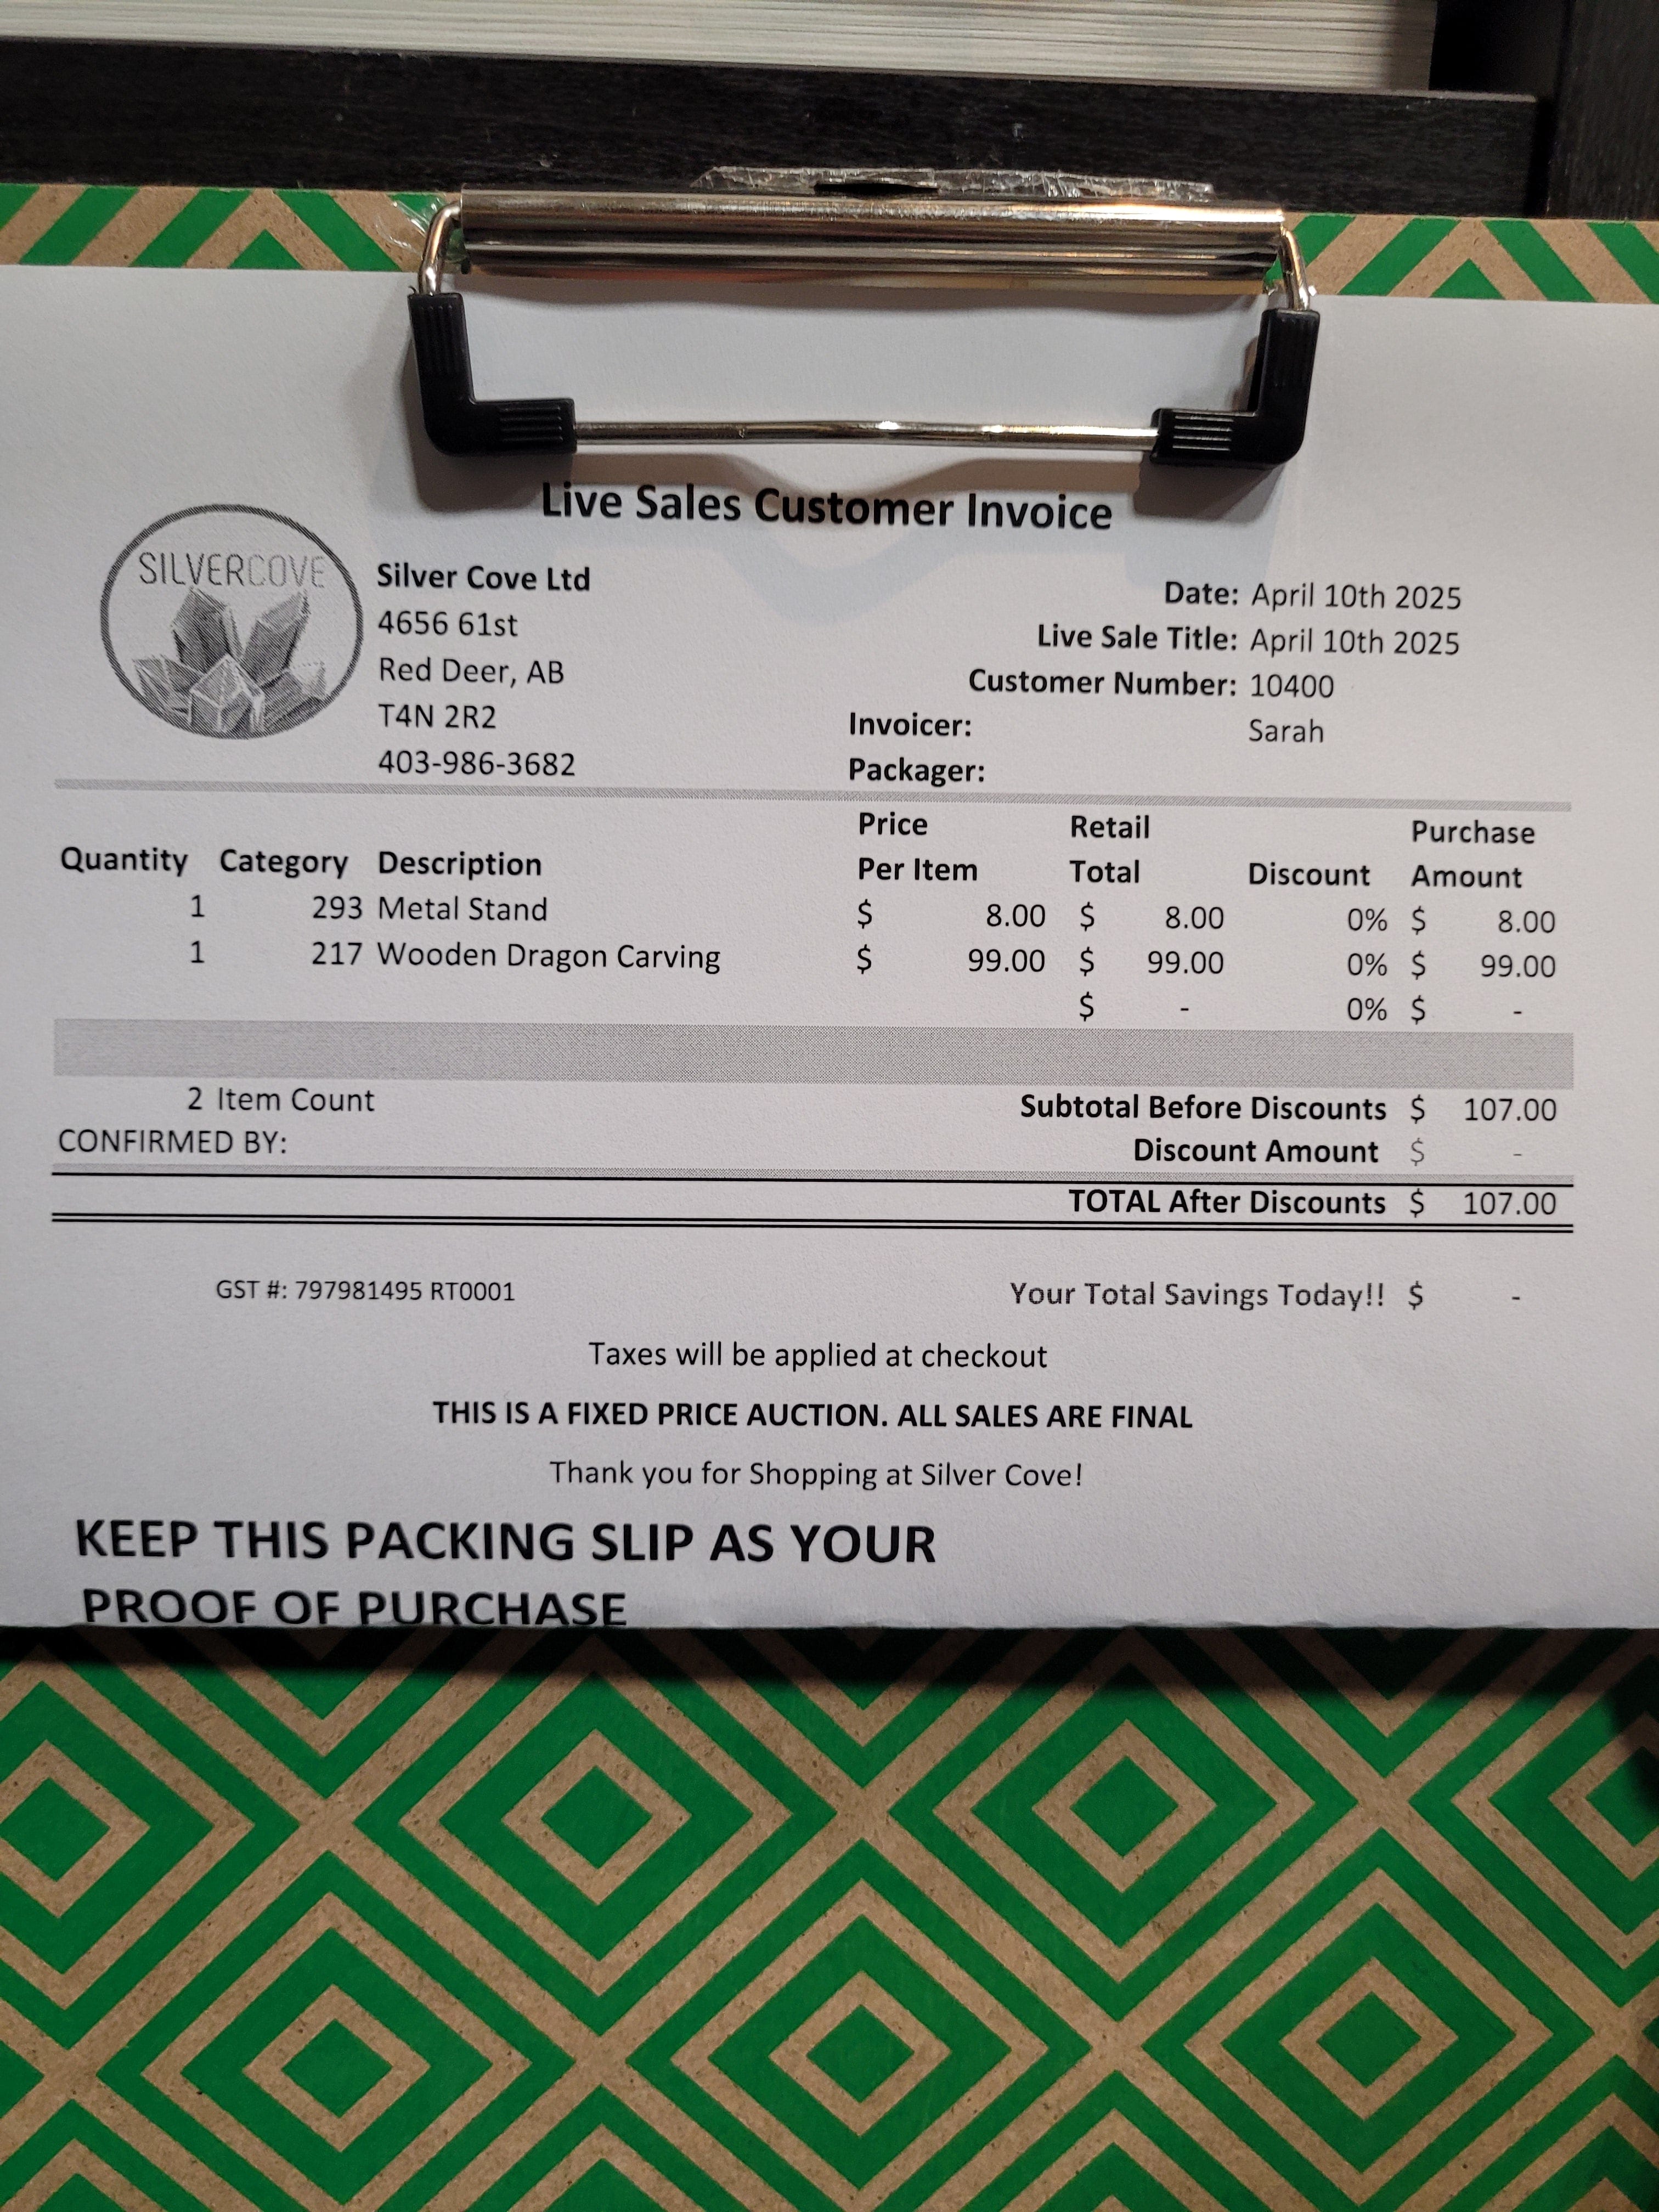 Live Sales Customer Invoice
SILVERCOVE
Silver Cove Ltd
4656 61st
Red Deer, AB
T4N 2R2
403-986-3682
Date: April 10th 2025
Live Sale Title: April 10th 2025
Customer Number: 10400
Invoicer: Sarah
Packager:
Quantity Category Description Price Per Item Retail Total Discount Purchase Amount
1 293 Metal Stand $ 8.00 $ 8.00 0% $ 8.00
1 217 Wooden Dragon Carving $ 99.00 $ 99.00 0% $ 99.00
$ - 0% $ -
2 Item Count Subtotal Before Discounts $ 107.00
CONFIRMED BY: Discount Amount $ -
TOTAL After Discounts $ 107.00
GST #: 797981495 RT0001 Your Total Savings Today!! $ -
Taxes will be applied at checkout
THIS IS A FIXED PRICE AUCTION. ALL SALES ARE FINAL
Thank you for Shopping at Silver Cove!
KEEP THIS PACKING SLIP AS YOUR
PROOF OF PURCHASE